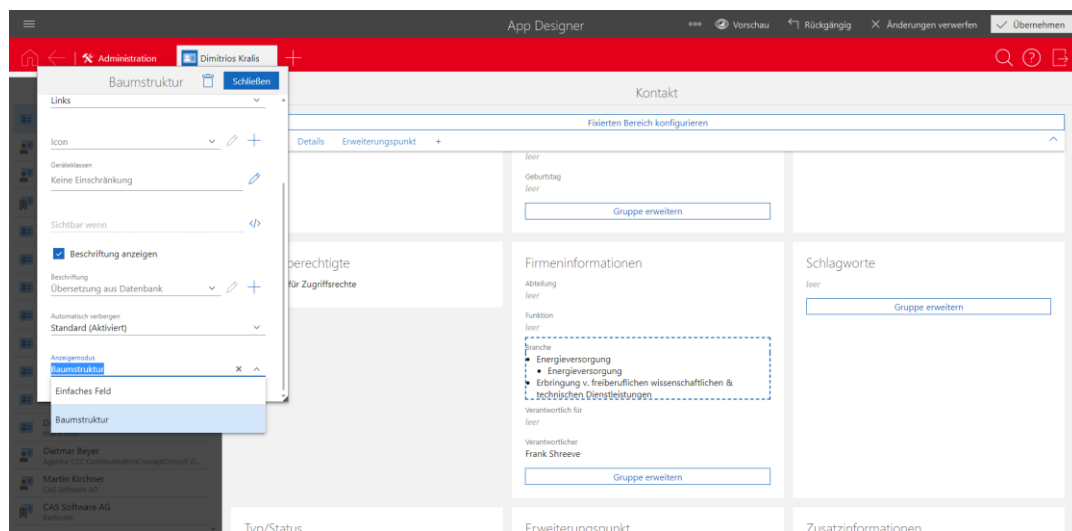 App Designer
Vorschau
Rückgängig
Änderungen verwerfen
Übernehmen
Administration
Dimitrios Kralis
Baumstruktur
Schließen
Links
Icon
Geräteklassen
Keine Einschränkung
Sichtbar wenn
</>
Beschriftung anzeigen
Beschriftung
Übersetzung aus Datenbank
Automatisch verbergen
Standard (Aktiviert)
Anzeigemodus
Baumstruktur
Einfaches Feld
Baumstruktur
Dietmar Beyer
Agentur CCC CommunicationConceptConsult G...
Martin Kirchner
CAS Software AG
CAS Software AG
Karlsruhe
Kontakt
Fixierten Bereich konfigurieren
Details Erweiterungspunkt +
leer
Geburtstag
leer
Gruppe erweitern
berechtigte
für Zugriffsrechte
Firmeninformationen
Abteilung
leer
Funktion
leer
Branche
• Energieversorgung
• Energieversorgung
• Erbringung v. freiberuflichen wissenschaftlichen &
technischen Dienstleistungen
Verantwortlich für
leer
Verantwortlicher
Frank Shreeve
Gruppe erweitern
Schlagworte
leer
Gruppe erweitern
Typ/Status
Erweiterungspunkt
Zusatzinformationen